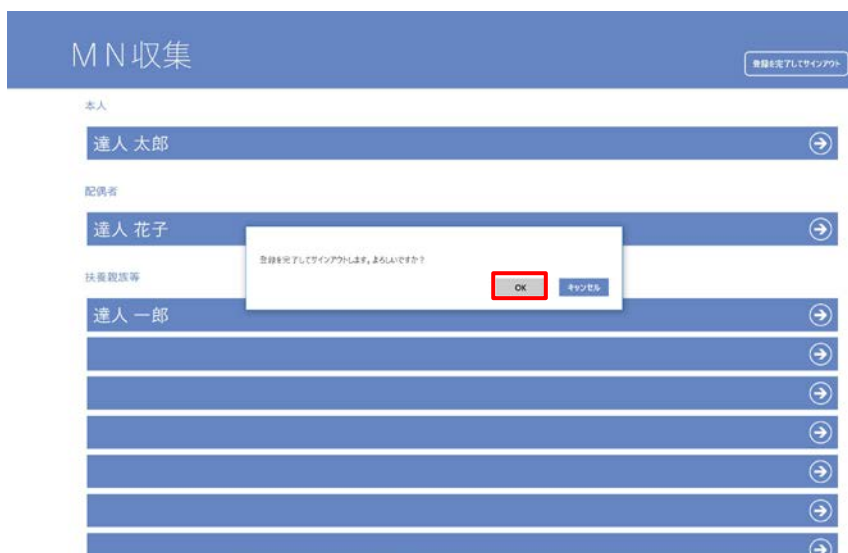 MN収集
登録を完了してサインアウト
本人
達人 太郎
配偶者
達人 花子
登録を完了してサインアウトします。よろしいですか？
OK キャンセル
扶養親族等
達人 一郎